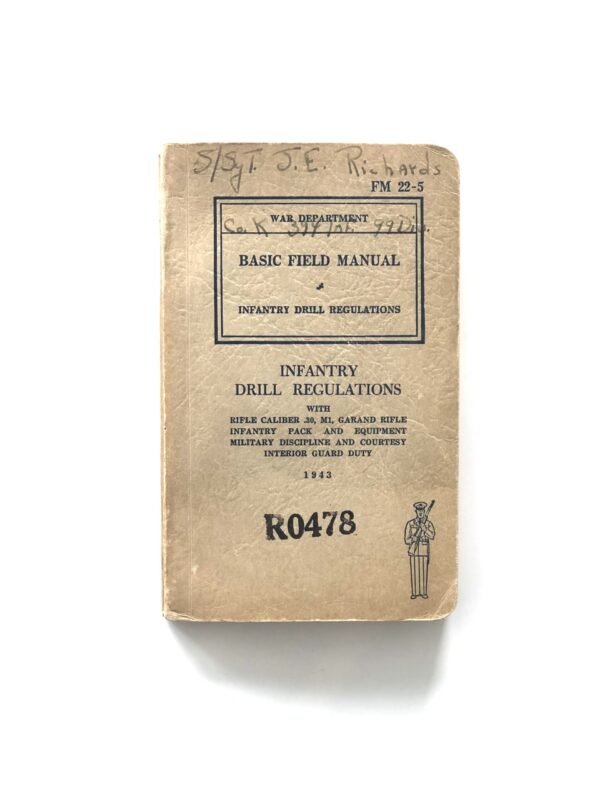 S/Sgt. J.E. Richards
FM 22-5
WAR DEPARTMENT
Co. K 394 Inf. 99 Div.
BASIC FIELD MANUAL
INFANTRY DRILL REGULATIONS
INFANTRY
DRILL REGULATIONS
WITH
RIFLE CALIBER .30, M1, GARAND RIFLE
INFANTRY PACK AND EQUIPMENT
MILITARY DISCIPLINE AND COURTESY
INTERIOR GUARD DUTY
1943
R0478